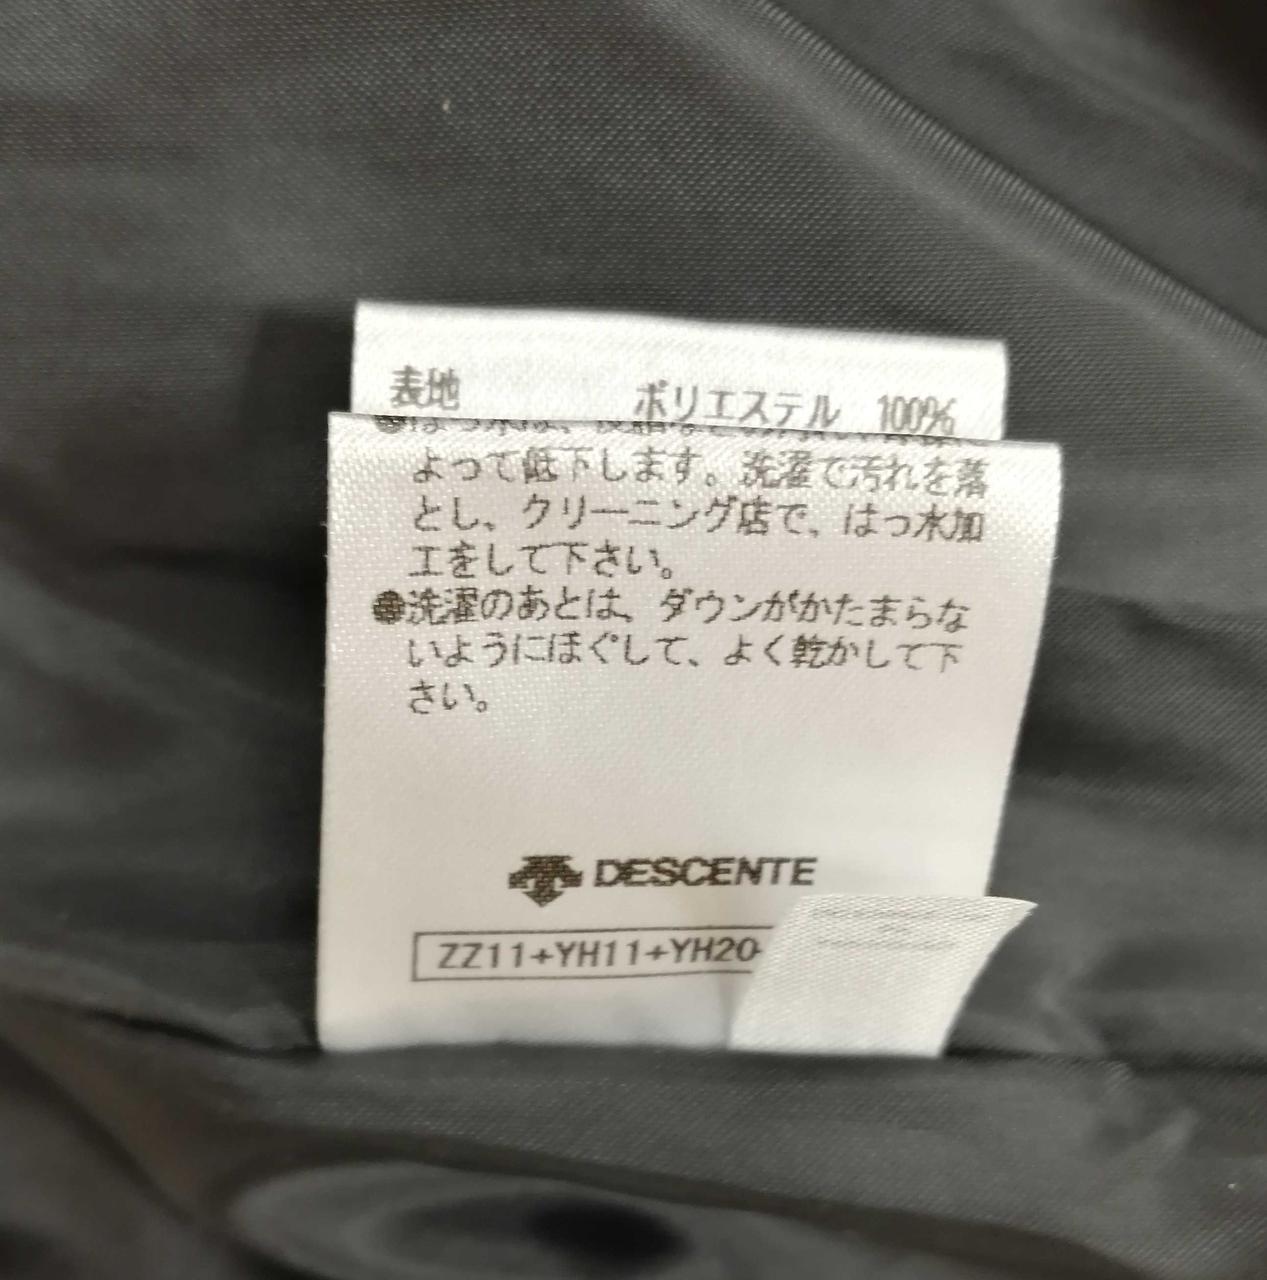 表地 ポリエステル 100%
よって低下します。洗濯で汚れを落
とし、クリーニング店で、はっ水加
工をして下さい。
●洗濯のあとは、ダウンがかたまらな
いようにほぐして、よく乾かして下
さい。
DESCENTE
ZZ11+YH11+YH20